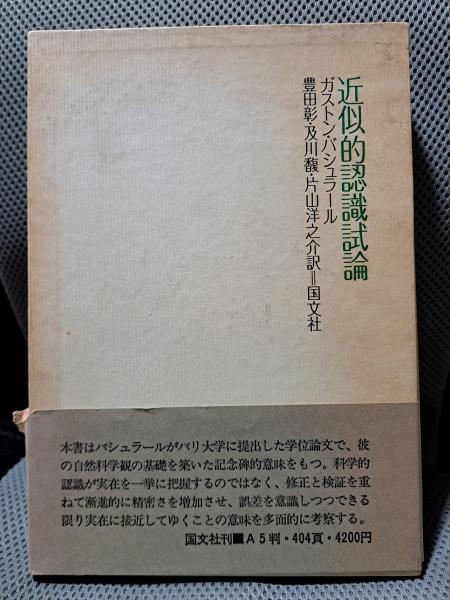 近似的認識試論
ガストン・バシュラール
豊田彰・及川馥・片山洋之介訳＝国文社
本書はバシュラールがパリ大学に提出した学位論文で、彼
の自然科学観の基礎を築いた記念碑的意味をもつ。科学的
認識が実在を一挙に把握するのではなく、修正と検証を重
ねて漸進的に精密さを増加させ、誤差を意識しつつできる
限り実在に接近してゆくことの意味を多面的に考察する。
国文社刊■A5判・404頁・4200円